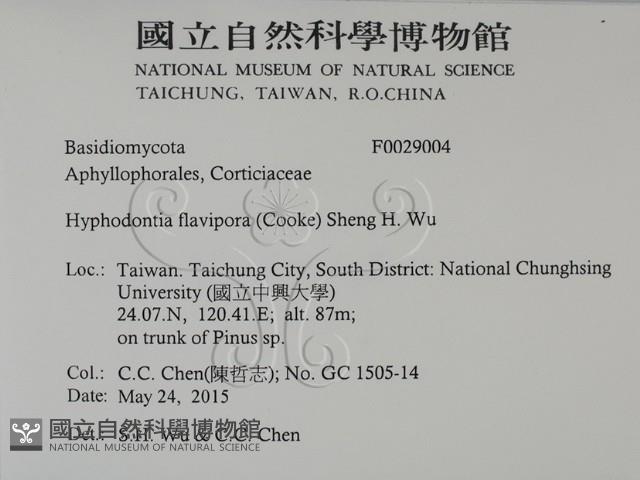 國立自然科學博物館
NATIONAL MUSEUM OF NATURAL SCIENCE
TAICHUNG, TAIWAN, R.O.CHINA
Basidiomycota F0029004
Aphyllophorales, Corticiaceae
Hyphodontia flavipora (Cooke) Sheng H. Wu
Loc.: Taiwan. Taichung City, South District: National Chunghsing
University (國立中興大學)
24.07.N, 120.41.E; alt. 87m;
on trunk of Pinus sp.
Col.: C.C. Chen(陳哲志); No. GC 1505-14
Date: May 24, 2015
Det.: S.H. Wu & C.C. Chen
國立自然科學博物館
NATIONAL MUSEUM OF NATURAL SCIENCE